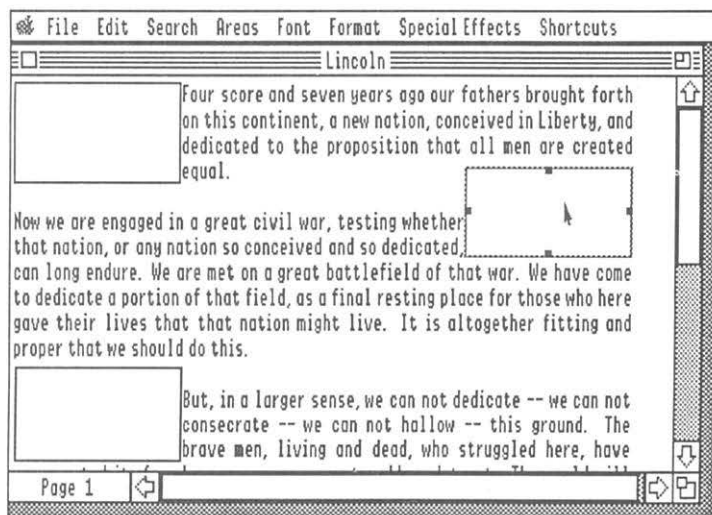 File Edit Search Areas Font Format Special Effects Shortcuts
Lincoln
Four score and seven years ago our fathers brought forth
on this continent, a new nation, conceived in Liberty, and
dedicated to the proposition that all men are created
equal.
Now we are engaged in a great civil war, testing whether
that nation, or any nation so conceived and so dedicated,
can long endure. We are met on a great battlefield of that war. We have come
to dedicate a portion of that field, as a final resting place for those who here
gave their lives that that nation might live. It is altogether fitting and
proper that we should do this.
But, in a larger sense, we can not dedicate -- we can not
consecrate -- we can not hallow -- this ground. The
brave men, living and dead, who struggled here, have
Page 1